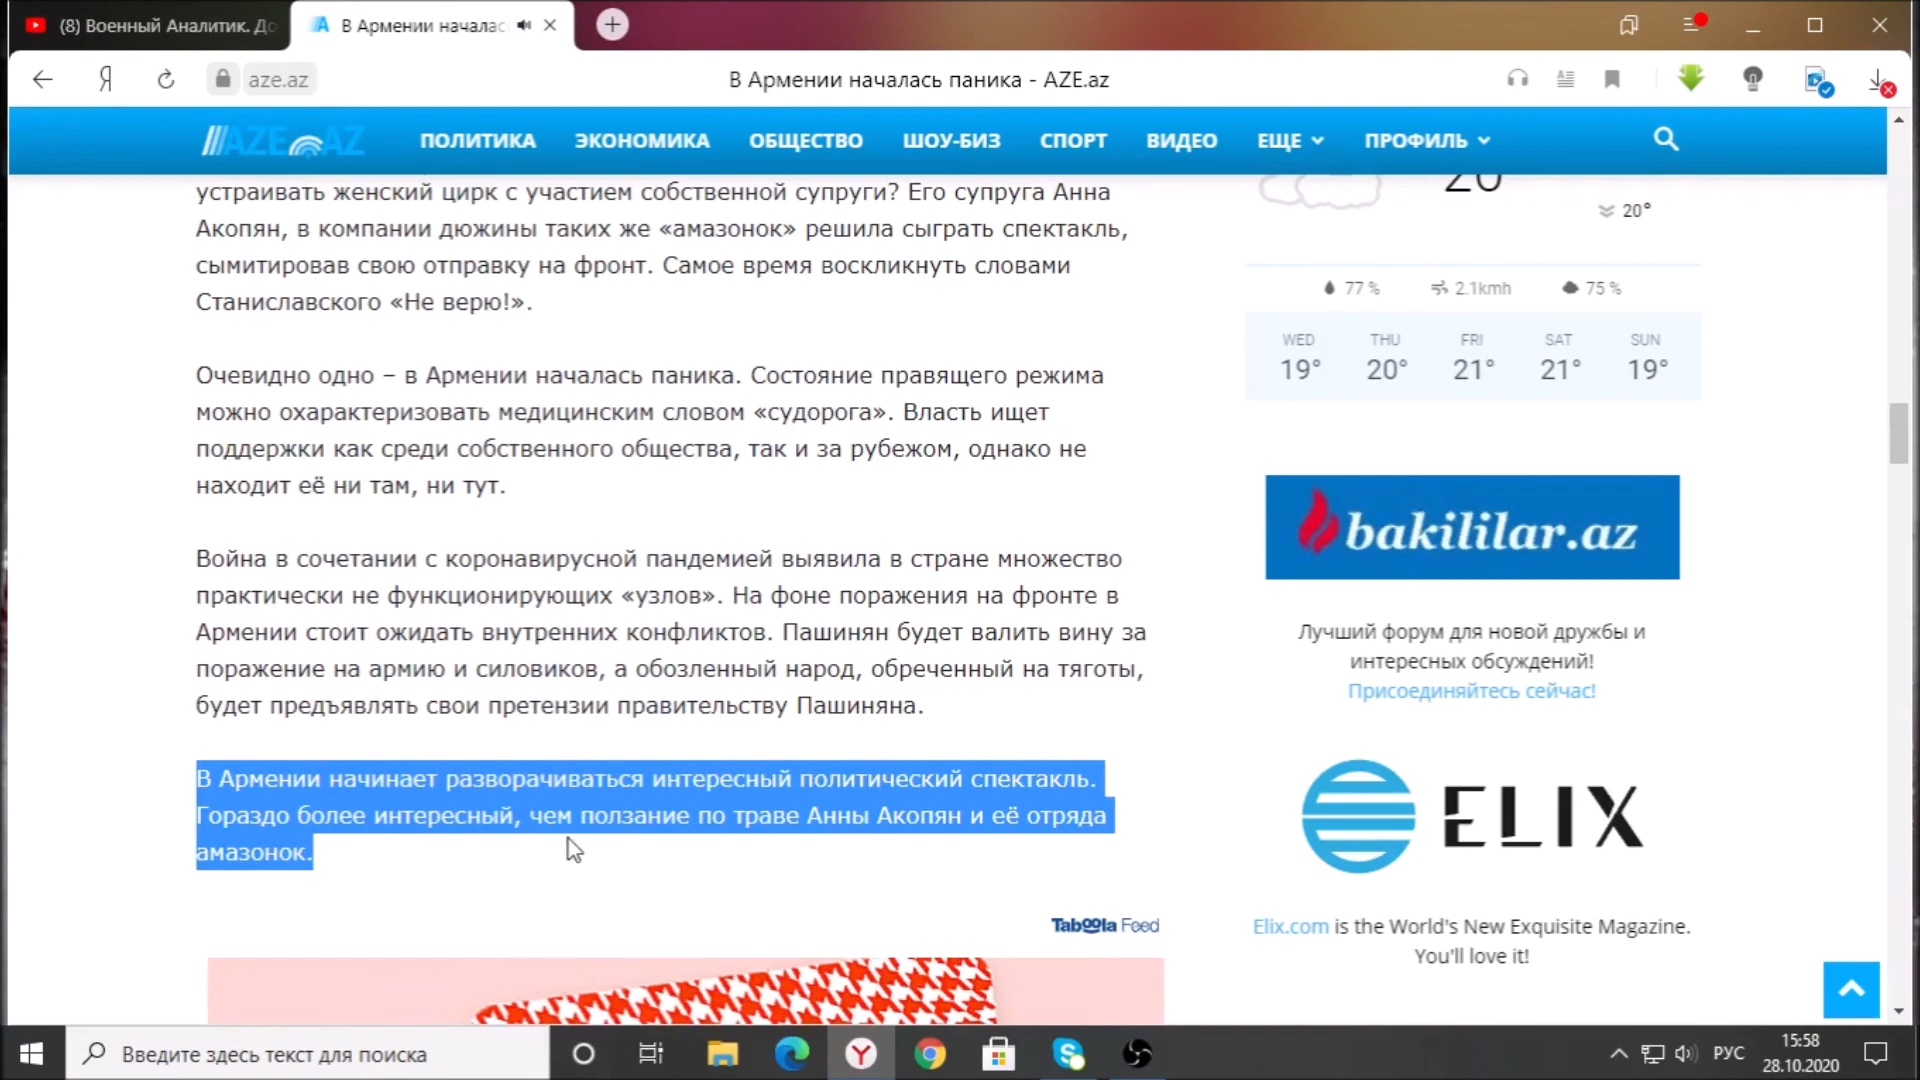 (8) Военный Аналитик. До
В Армении началас
aze.az
В Армении началась паника - AZE.az
AZE AZ
ПОЛИТИКА
ЭКОНОМИКА
ОБЩЕСТВО
ШОУ-БИЗ
СПОРТ
ВИДЕО
ЕЩЕ
ПРОФИЛЬ
устраивать женский цирк с участием собственной супруги? Его супруга Анна
Акопян, в компании дюжины таких же «амазонок» решила сыграть спектакль,
сымитировав свою отправку на фронт. Самое время воскликнуть словами
Станиславского «Не верю!».
Очевидно одно – в Армении началась паника. Состояние правящего режима
можно охарактеризовать медицинским словом «судорога». Власть ищет
поддержки как среди собственного общества, так и за рубежом, однако не
находит её ни там, ни тут.
Война в сочетании с коронавирусной пандемией выявила в стране множество
практически не функционирующих «узлов». На фоне поражения на фронте в
Армении стоит ожидать внутренних конфликтов. Пашинян будет валить вину за
поражение на армию и силовиков, а обозленный народ, обреченный на тяготы,
будет предъявлять свои претензии правительству Пашиняна.
В Армении начинает разворачиваться интересный политический спектакль.
Гораздо более интересный, чем ползание по траве Анны Акопян и её отряда
амазонок.
Taboola Feed
20
20°
77 %
2.1kmh
75 %
WED THU FRI SAT SUN
19° 20° 21° 21° 19°
bakililar.az
Лучший форум для новой дружбы и
интересных обсуждений!
Присоединяйтесь сейчас!
ELIX
Elix.com is the World's New Exquisite Magazine.
You'll love it!
Введите здесь текст для поиска
РУС
15:58
28.10.2020